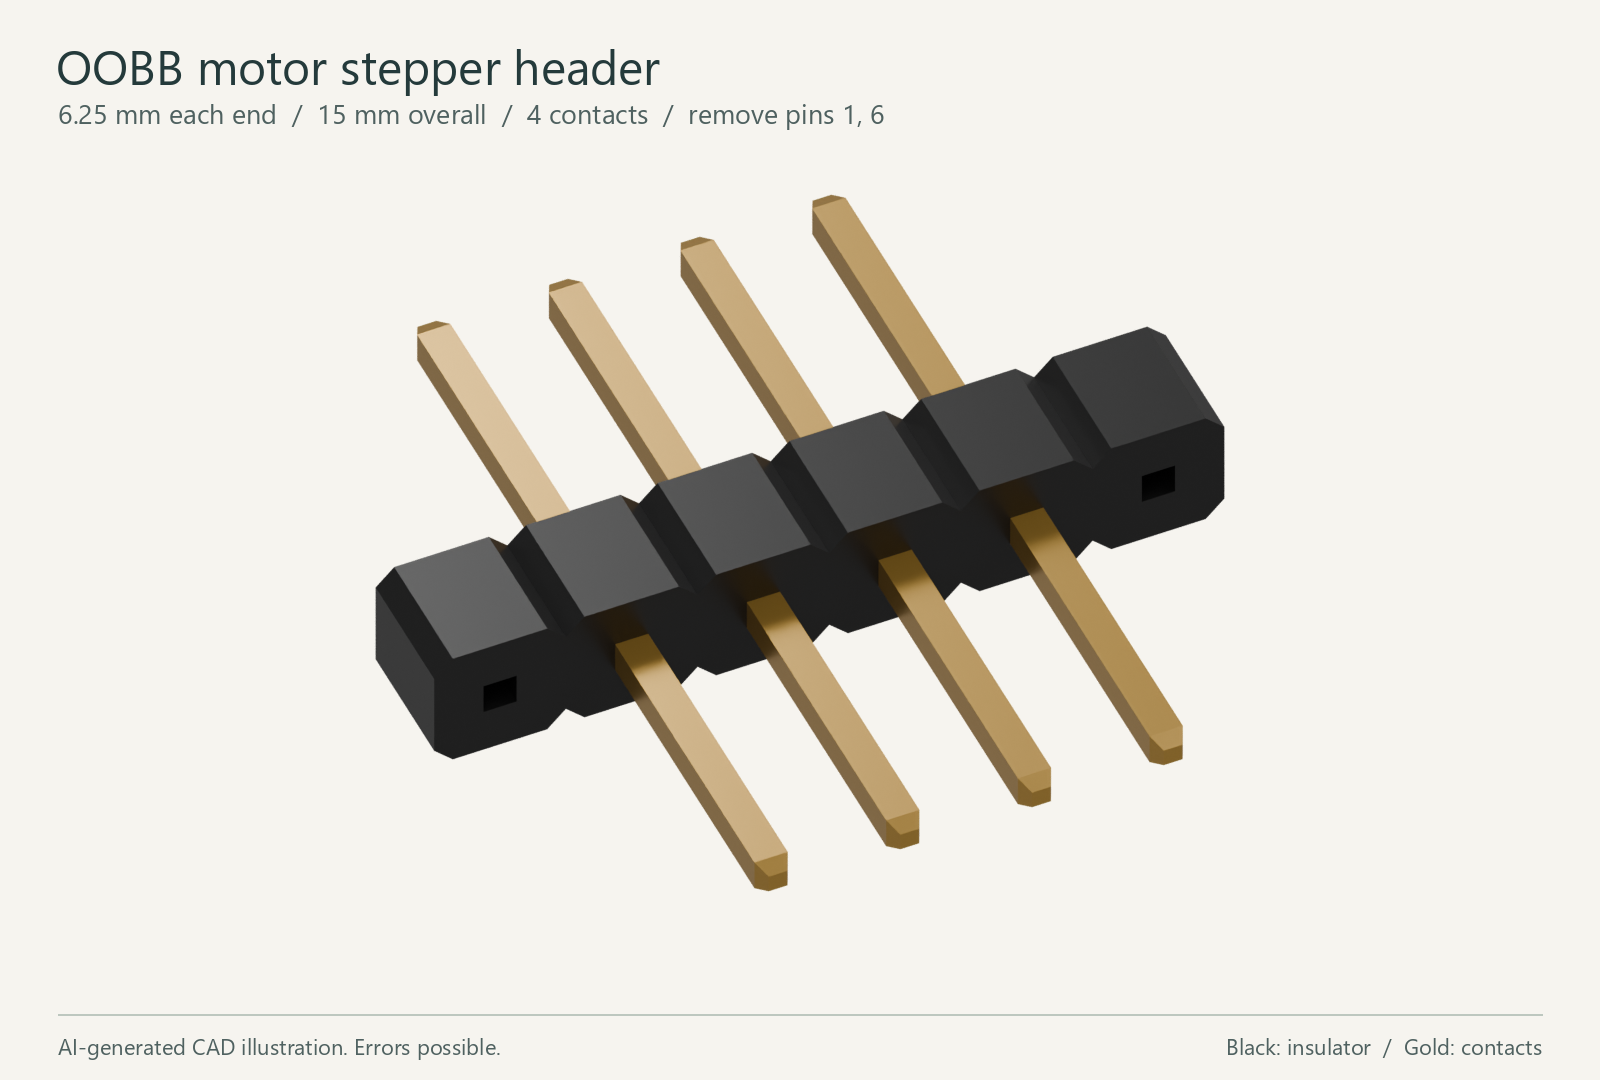 OOBB motor stepper header
6.25 mm each end / 15 mm overall / 4 contacts / remove pins 1, 6
AI-generated CAD illustration. Errors possible.
Black: insulator / Gold: contacts